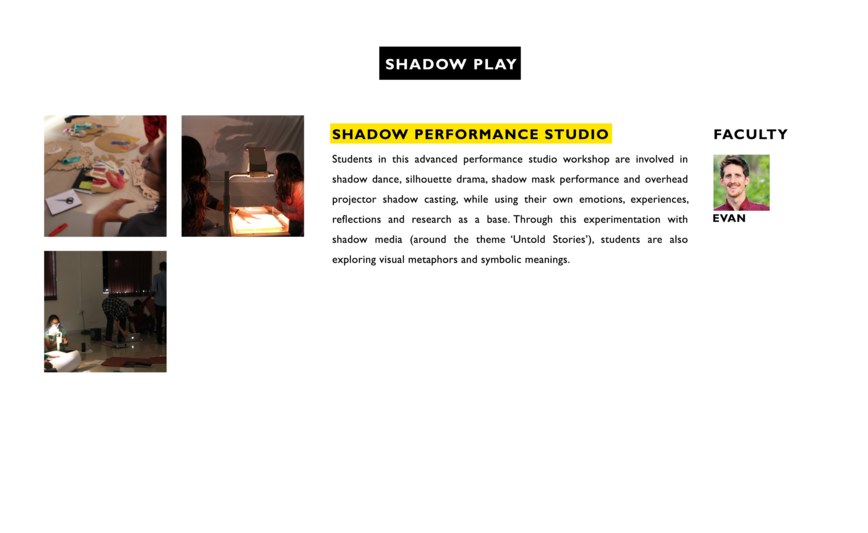 SHADOW PLAY
SHADOW PERFORMANCE STUDIO
Students in this advanced performance studio workshop are involved in
shadow dance, silhouette drama, shadow mask performance and overhead
projector shadow casting, while using their own emotions, experiences,
reflections and research as a base. Through this experimentation with
shadow media (around the theme ‘Untold Stories’), students are also
exploring visual metaphors and symbolic meanings.
FACULTY
EVAN